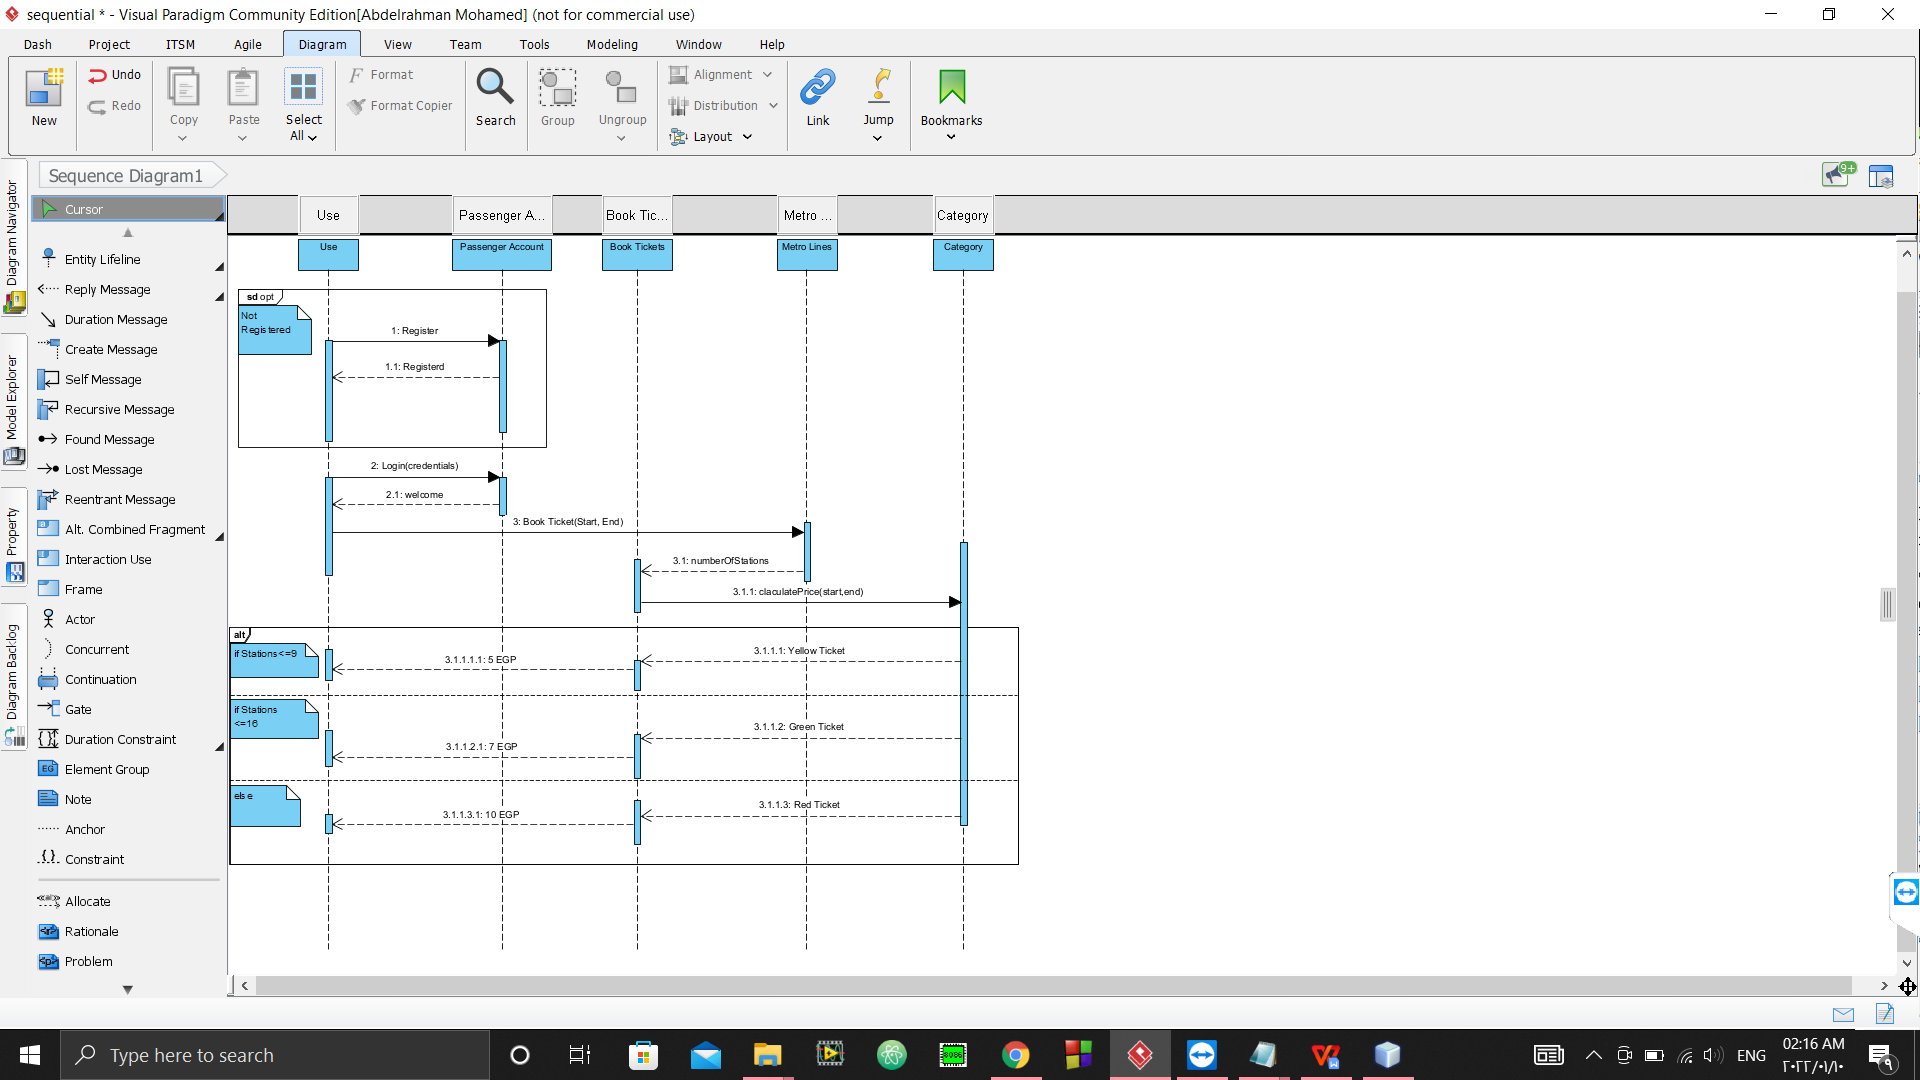 sequential * - Visual Paradigm Community Edition[Abdelrahman Mohamed] (not for commercial use)
Dash Project ITSM Agile Diagram View Team Tools Modeling Window Help
New
Undo
Redo
Copy
Paste
Select
All
Format
Format Copier
Search
Group
Ungroup
Alignment
Distribution
Layout
Link
Jump
Bookmarks
Sequence Diagram1
9+
Diagram Navigator
Model Explorer
Property
Diagram Backlog
Cursor
Entity Lifeline
Reply Message
Duration Message
Create Message
Self Message
Recursive Message
Found Message
Lost Message
Reentrant Message
Alt. Combined Fragment
Interaction Use
Frame
Actor
Concurrent
Continuation
Gate
Duration Constraint
EG Element Group
Note
Anchor
Constraint
Allocate
Rationale
Problem
Use Passenger A... Book Tic... Metro ... Category
Use Passenger Account Book Tickets Metro Lines Category
sd opt
Not
Registered
1: Register
1.1: Registerd
2: Login(credentials)
2.1: welcome
3: Book Ticket(Start, End)
3.1: numberOfStations
3.1.1: claculatePrice(start,end)
alt
if Stations<=9
3.1.1.1: Yellow Ticket
3.1.1.1.1: 5 EGP
if Stations
<=16
3.1.1.2: Green Ticket
3.1.1.2.1: 7 EGP
else
3.1.1.3: Red Ticket
3.1.1.3.1: 10 EGP
Type here to search
8086
ENG
02:16 AM
٢٠٢٢/٠١/١٠
٩